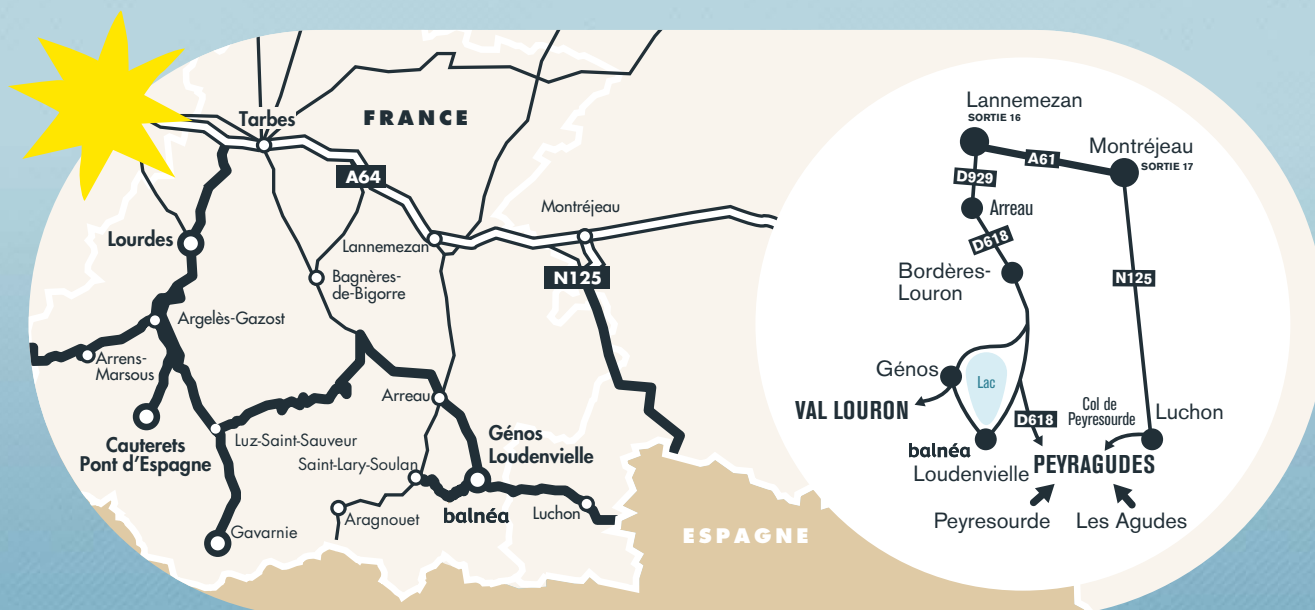 Tarbes
FRANCE
A64
Montréjeau
Lourdes
Lannemezan
N125
Bagnères-
de-Bigorre
Argelès-Gazost
Arrens-
Marsous
Arreau
Cauterets
Pont d'Espagne
Luz-Saint-Sauveur
Génos
Loudenvielle
Saint-Lary-Soulan
Aragnouet
balnéa
Luchon
Gavarnie
ESPAGNE
Lannemezan
SORTIE 16
Montréjeau
SORTIE 17
A61
D929
Arreau
D618
Bordères-
Louron
N125
Génos
Lac
VAL LOURON
D618
Col de
Peyresourde
Luchon
balnéa
Loudenvielle
PEYRAGUDES
Peyresourde
Les Agudes